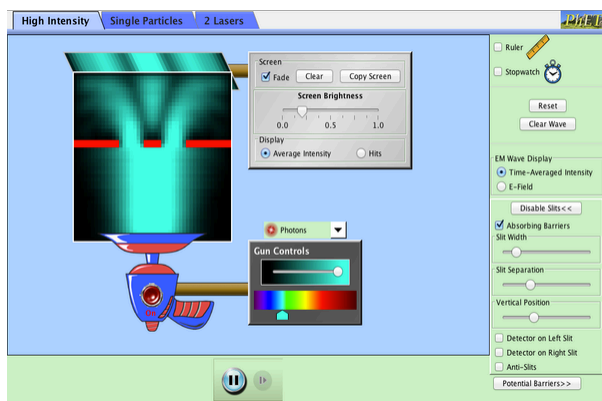 High Intensity
Single Particles
2 Lasers
PhET
Screen
Fade
Clear
Copy Screen
Screen Brightness
0.0
0.5
1.0
Display
Average Intensity
Hits
Photons
Gun Controls
On
Ruler
Stopwatch
Reset
Clear Wave
EM Wave Display
Time-Averaged Intensity
E-Field
Disable Slits<<
Absorbing Barriers
Slit Width
Slit Separation
Vertical Position
Detector on Left Slit
Detector on Right Slit
Anti-Slits
Potential Barriers>>